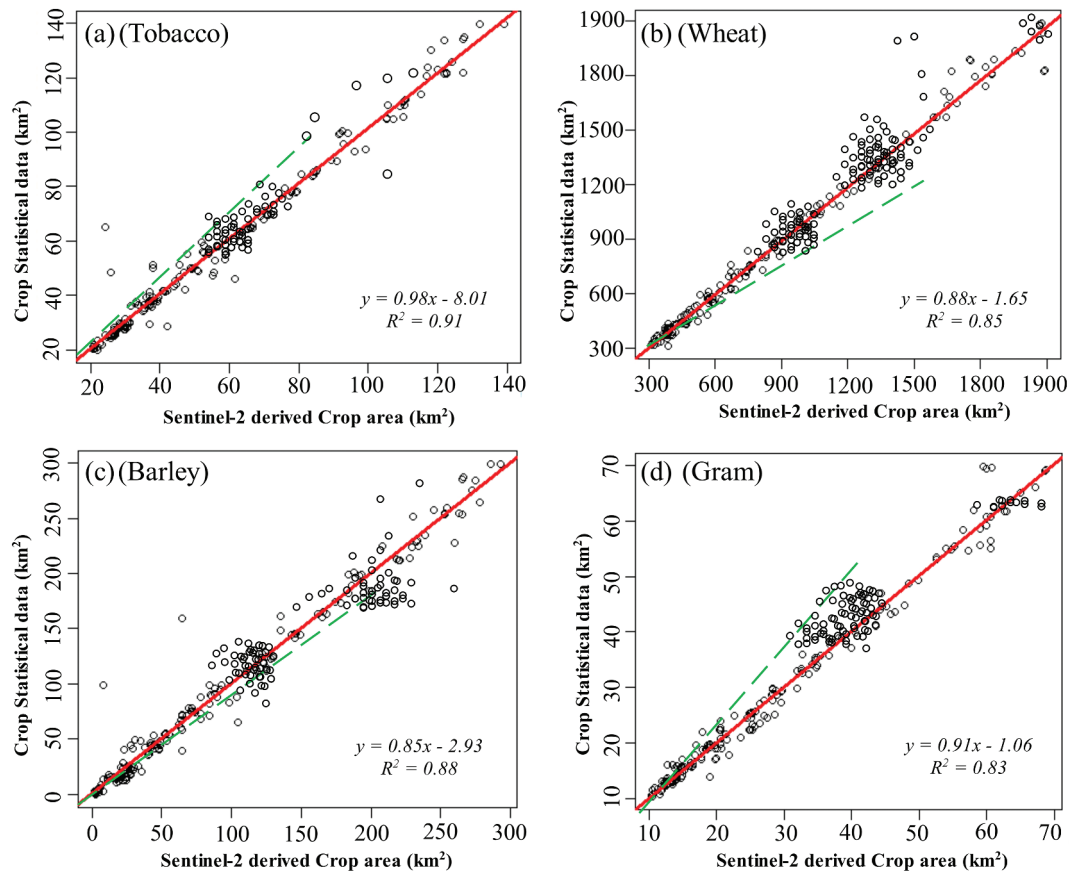 (a) (Tobacco)
140
120
100
80
60
40
20
Crop Statistical data (km²)
y = 0.98x - 8.01
R² = 0.91
20 40 60 80 100 120 140
Sentinel-2 derived Crop area (km²)
(b) (Wheat)
1900
1800
1500
1200
900
600
300
Crop Statistical data (km²)
y = 0.88x - 1.65
R² = 0.85
300 600 900 1200 1500 1800 1900
Sentinel-2 derived Crop area (km²)
(c) (Barley)
300
250
200
150
100
50
0
Crop Statistical data (km²)
y = 0.85x - 2.93
R² = 0.88
0 50 100 150 200 250 300
Sentinel-2 derived Crop area (km²)
(d) (Gram)
70
60
50
40
30
20
10
Crop Statistical data (km²)
y = 0.91x - 1.06
R² = 0.83
10 20 30 40 50 60 70
Sentinel-2 derived Crop area (km²)